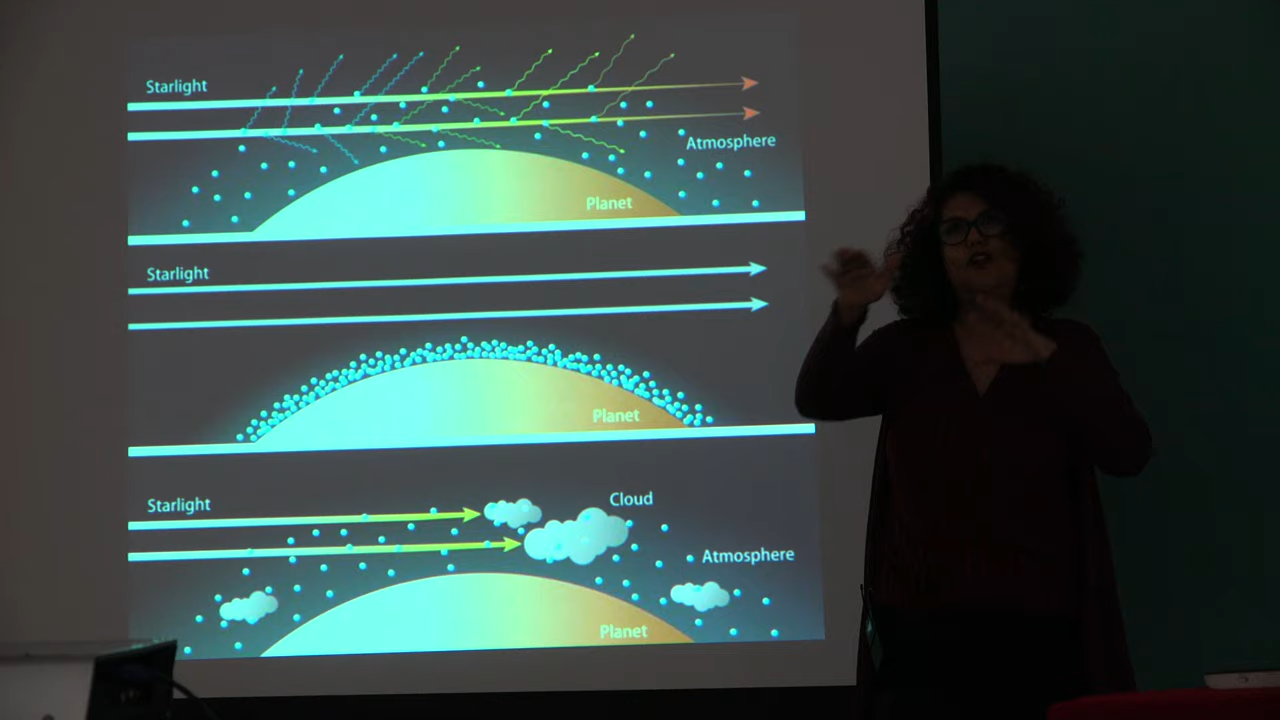 Starlight
Atmosphere
Planet
Starlight
Planet
Starlight
Cloud
Atmosphere
Planet